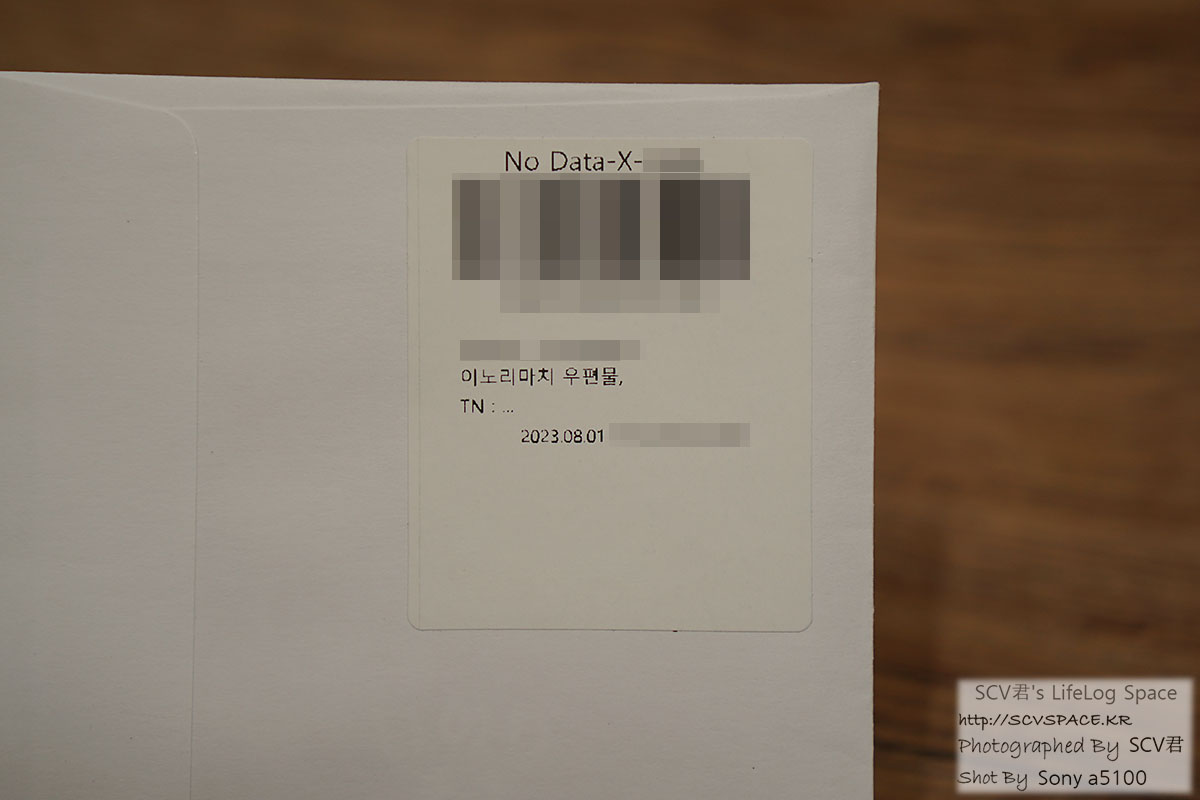 No Data-X-
이노리마치 우편물,
TN : ...
2023.08.01
SCV君's LifeLog Space
http://SCVSPACE.KR
Photographed By SCV君
Shot By Sony a5100